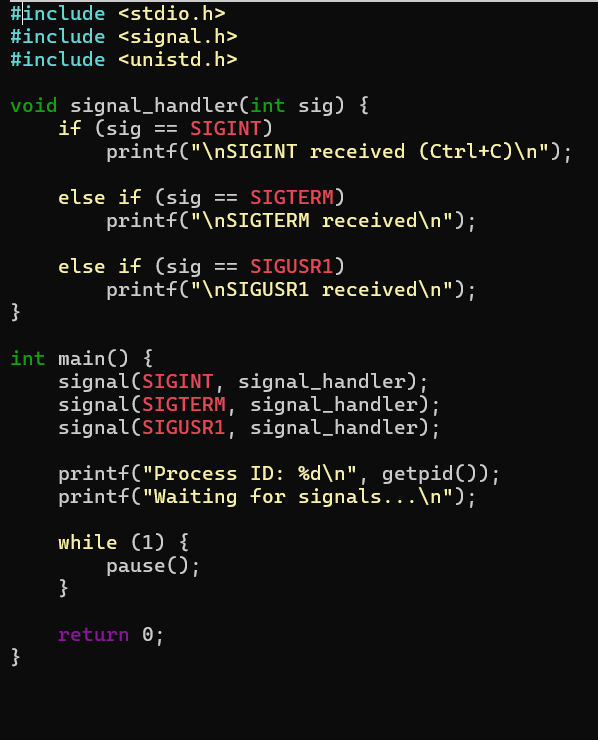 #include <stdio.h>
#include <signal.h>
#include <unistd.h>

void signal_handler(int sig) {
    if (sig == SIGINT)
        printf("\nSIGINT received (Ctrl+C)\n");

    else if (sig == SIGTERM)
        printf("\nSIGTERM received\n");

    else if (sig == SIGUSR1)
        printf("\nSIGUSR1 received\n");
}

int main() {
    signal(SIGINT, signal_handler);
    signal(SIGTERM, signal_handler);
    signal(SIGUSR1, signal_handler);

    printf("Process ID: %d\n", getpid());
    printf("Waiting for signals...\n");

    while (1) {
        pause();
    }

    return 0;
}